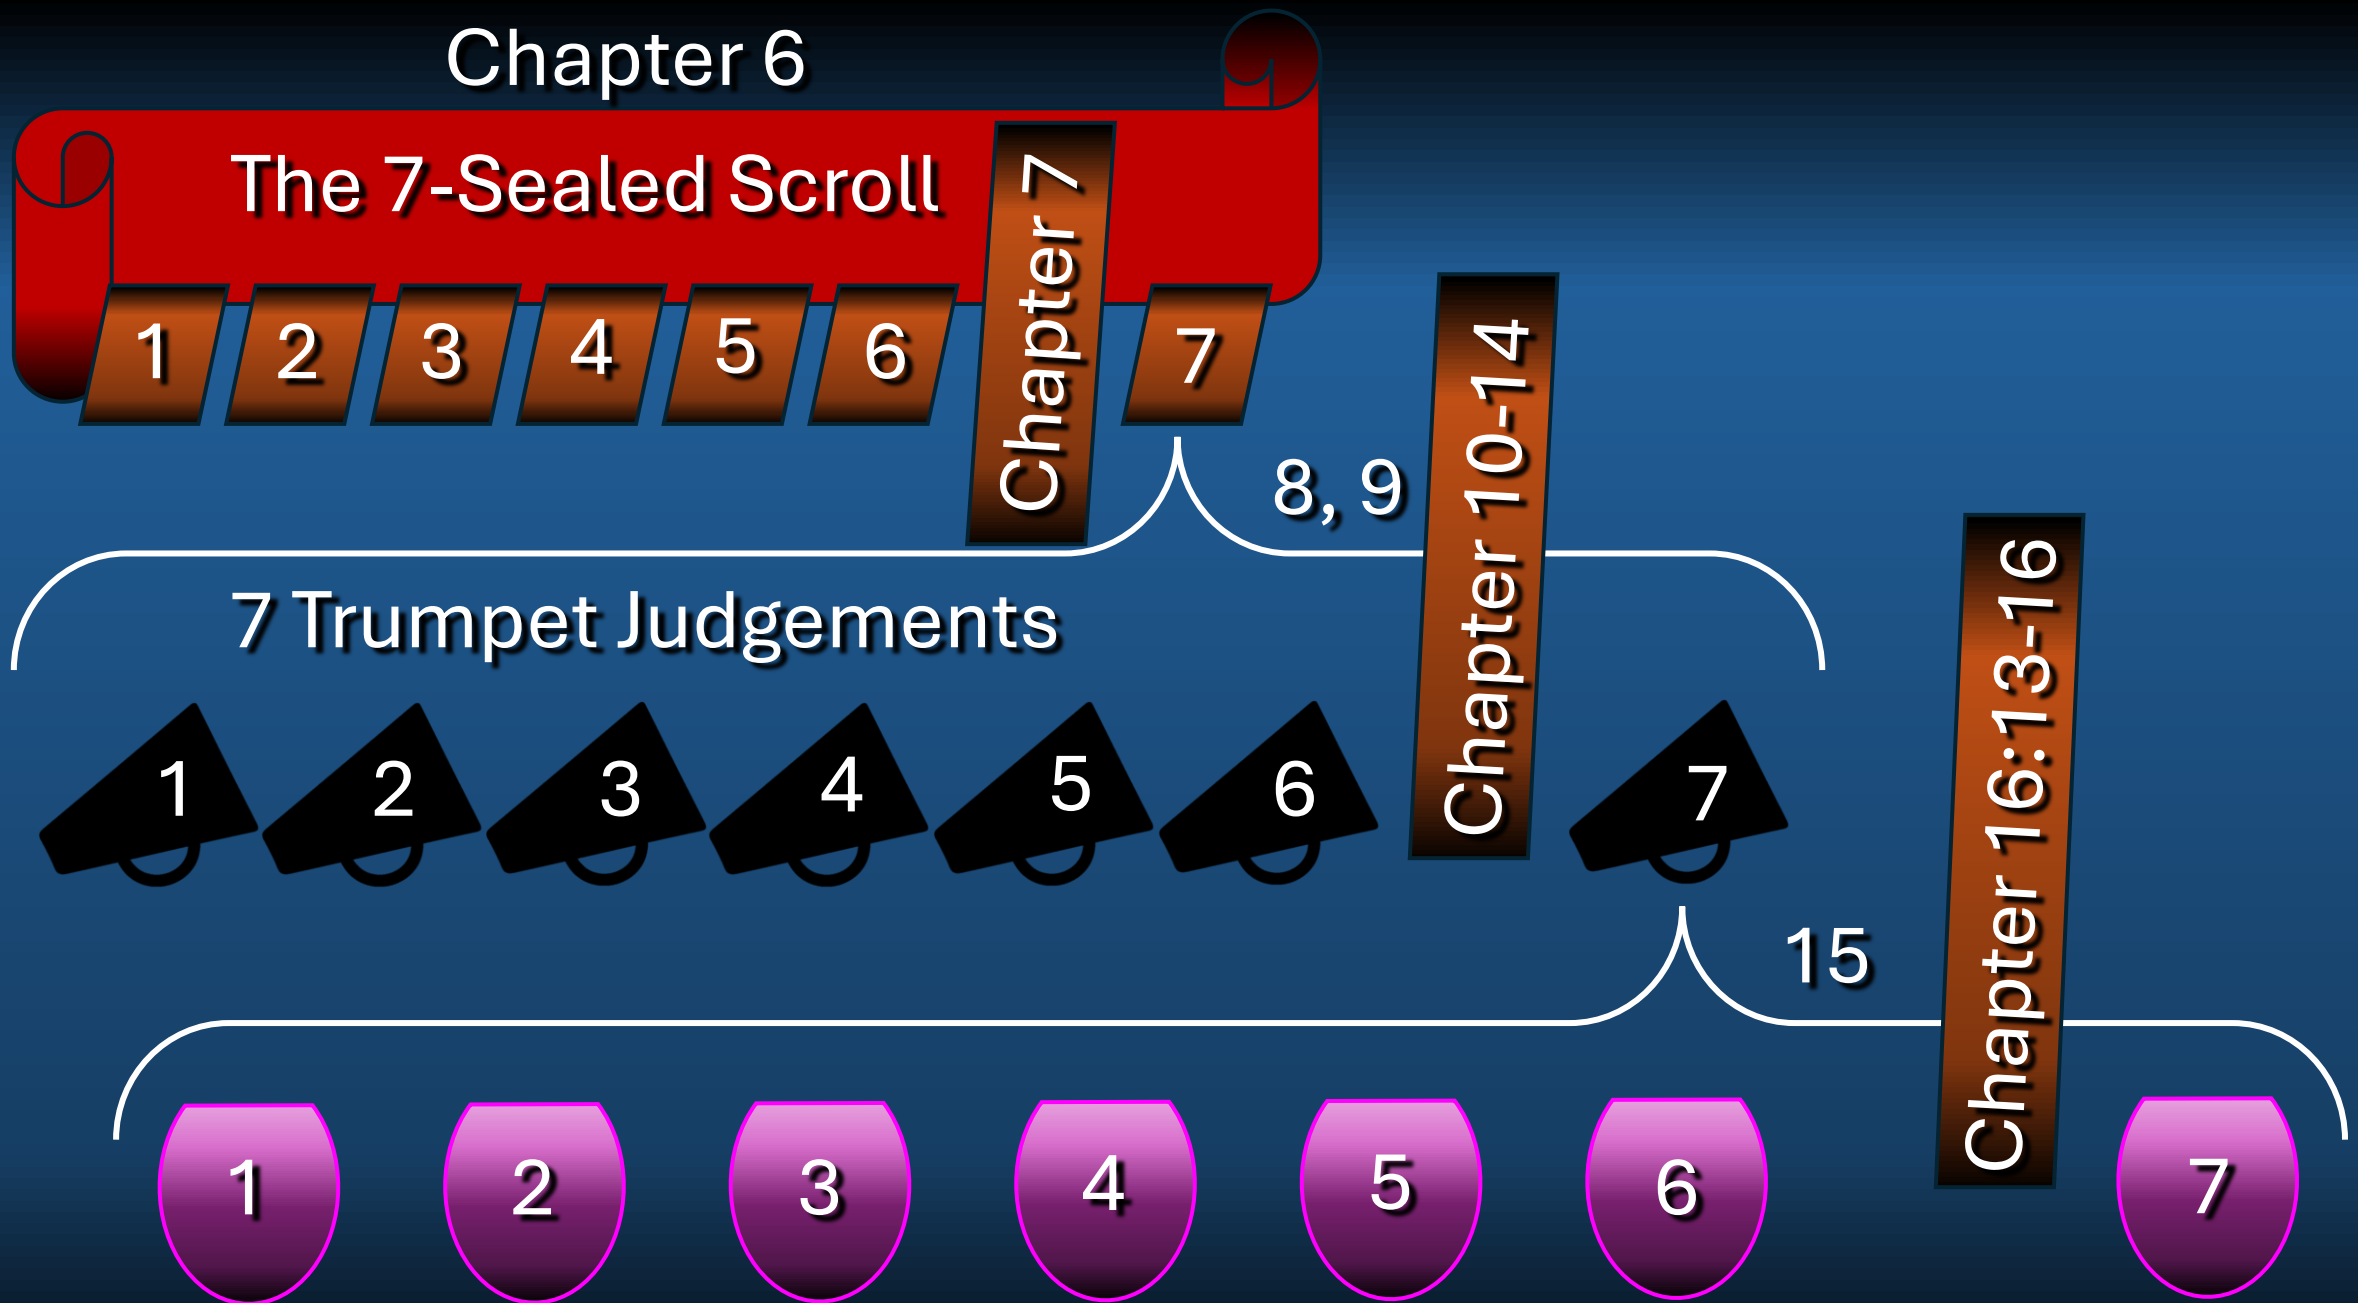 Chapter 6
The 7-Sealed Scroll
1 2 3 4 5 6
Chapter 7
7
8, 9
Chapter 10-14
7 Trumpet Judgements
1 2 3 4 5 6 7
15
Chapter 16:13-16
1 2 3 4 5 6 7